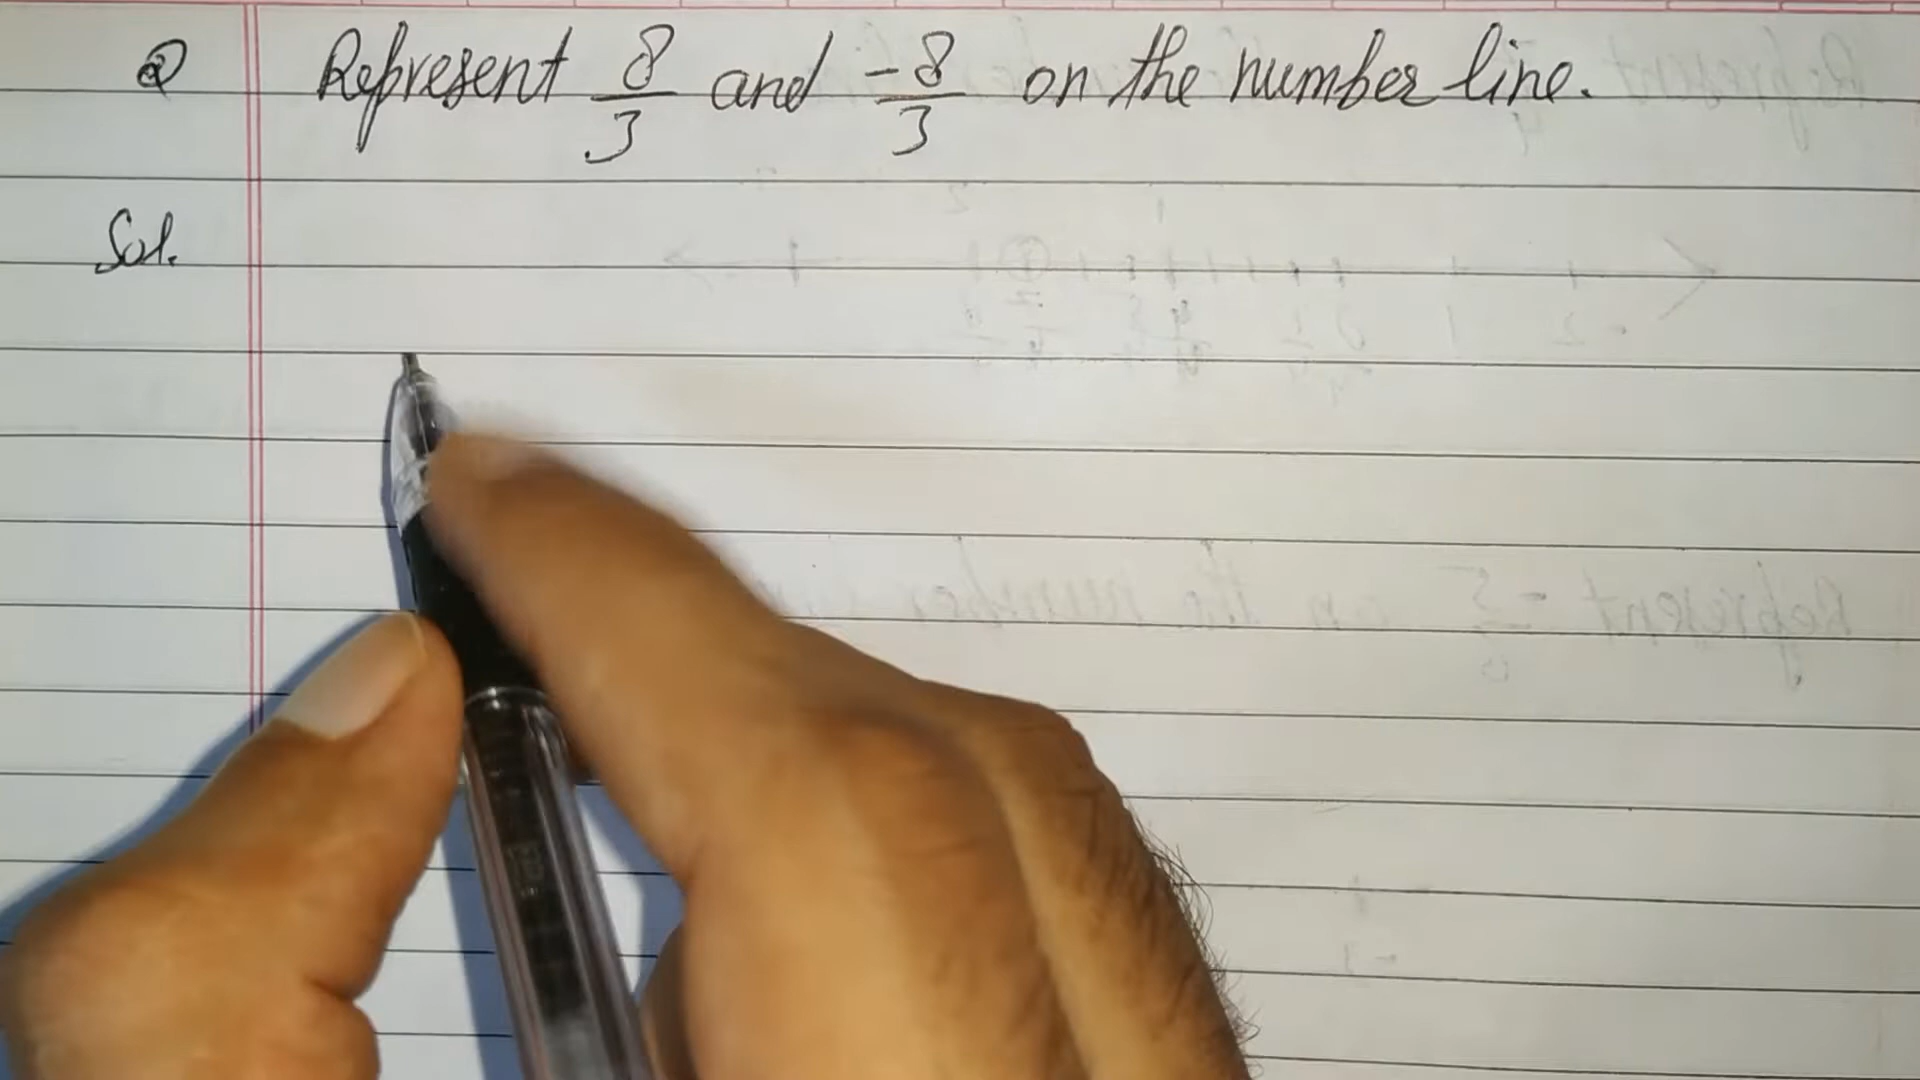 Q Represent 8/3 and -8/3 on the number line.
Sol.